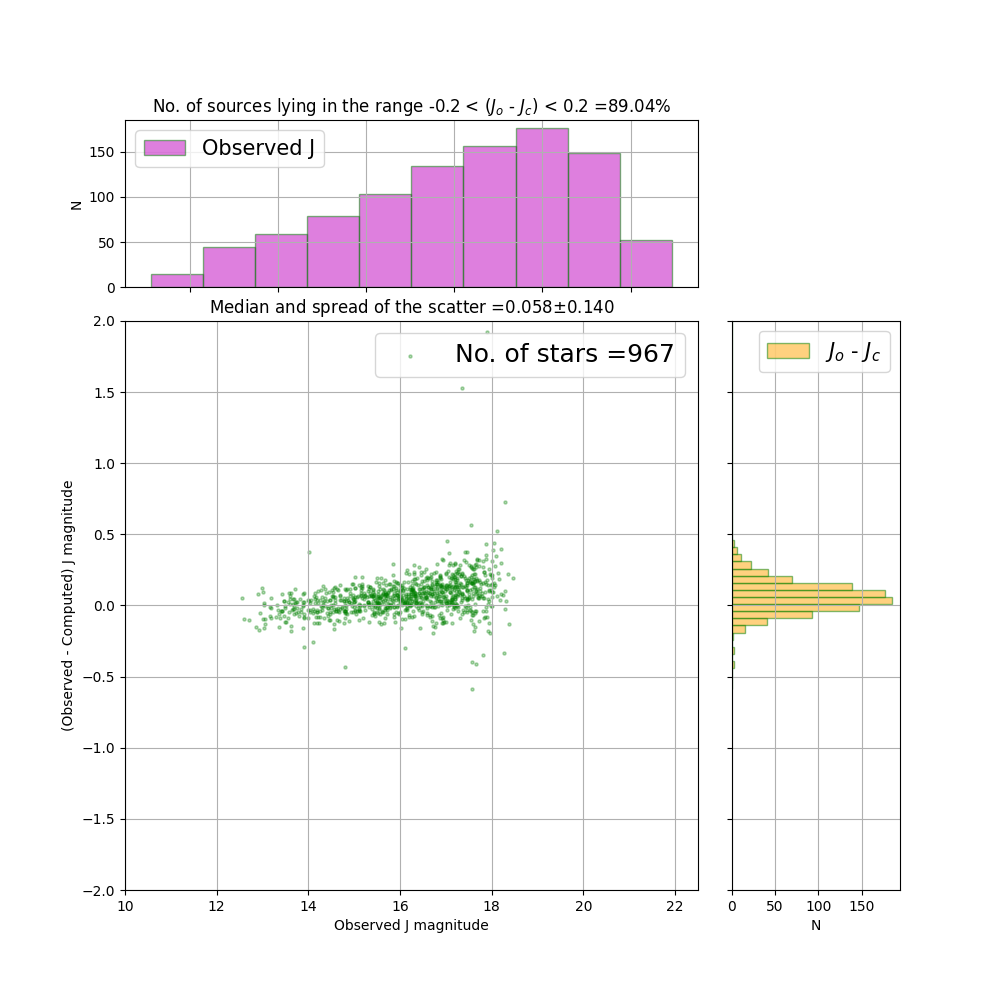 No. of sources lying in the range -0.2 < (Jₒ - J_c) < 0.2 =89.04%
Observed J
N
150
100
50
0
Median and spread of the scatter =0.058±0.140
No. of stars =967
(Observed - Computed) J magnitude
2.0
1.5
1.0
0.5
0.0
−0.5
−1.0
−1.5
−2.0
10 12 14 16 18 20 22
Observed J magnitude
Jₒ - J_c
0 50 100 150
N